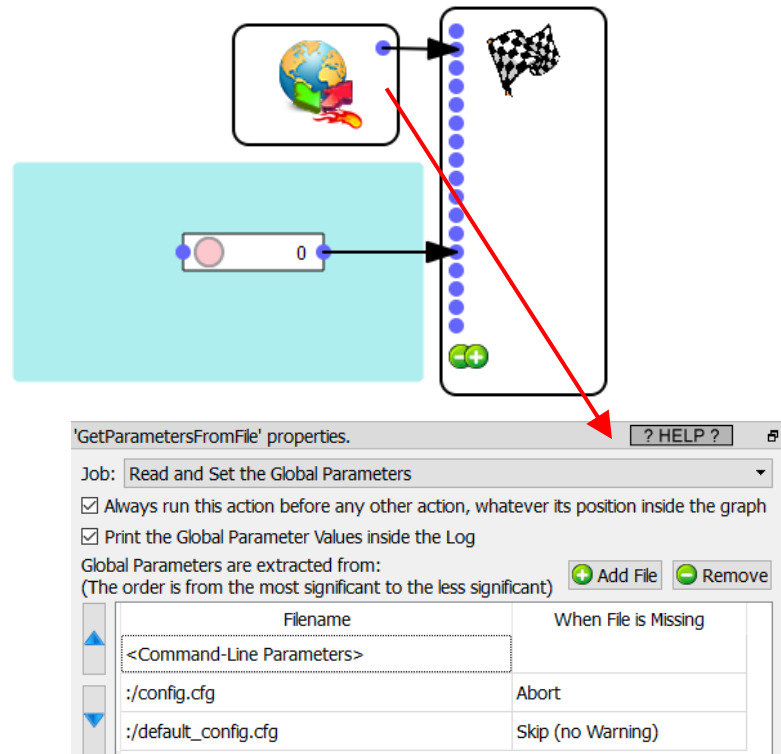 0
'GetParametersFromFile' properties.
? HELP ?
Job: Read and Set the Global Parameters
Always run this action before any other action, whatever its position inside the graph
Print the Global Parameter Values inside the Log
Global Parameters are extracted from:
(The order is from the most significant to the less significant)
Add File
Remove
Filename When File is Missing
<Command-Line Parameters>
:/config.cfg Abort
:/default_config.cfg Skip (no Warning)